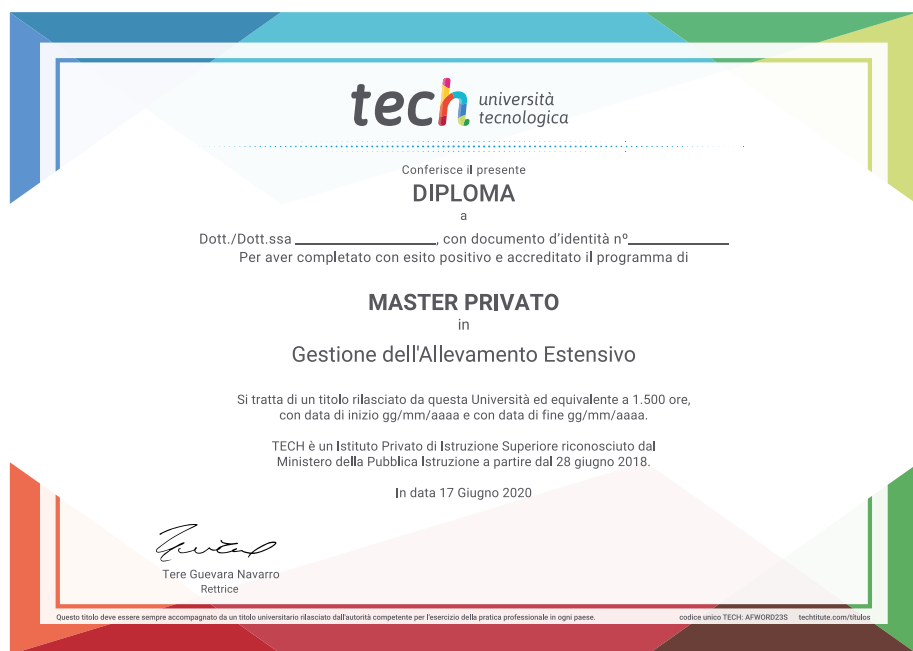 tech università
tecnologica
Conferisce il presente
DIPLOMA
a
Dott./Dott.ssa ____________________, con documento d'identità nº______________
Per aver completato con esito positivo e accreditato il programma di
MASTER PRIVATO
in
Gestione dell'Allevamento Estensivo
Si tratta di un titolo rilasciato da questa Università ed equivalente a 1.500 ore,
con data di inizio gg/mm/aaaa e con data di fine gg/mm/aaaa.
TECH è un Istituto Privato di Istruzione Superiore riconosciuto dal
Ministero della Pubblica Istruzione a partire dal 28 giugno 2018.
In data 17 Giugno 2020
Tere Guevara Navarro
Rettrice
Questo titolo deve essere sempre accompagnato da un titolo universitario rilasciato dall'autorità competente per l'esercizio della pratica professionale in ogni paese. codice unico TECH: AFWORD23S techtitute.com/titulos